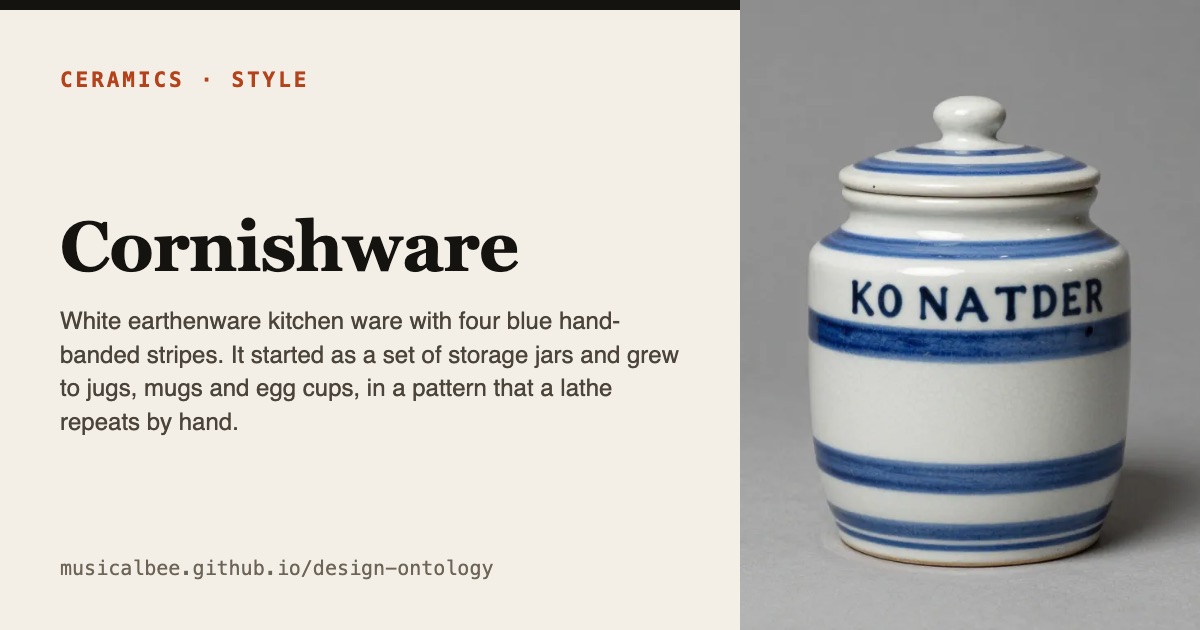 CERAMICS · STYLE
Cornishware
White earthenware kitchen ware with four blue hand-
banded stripes. It started as a set of storage jars and grew
to jugs, mugs and egg cups, in a pattern that a lathe
repeats by hand.
musicalbee.github.io/design-ontology
KO NATDER